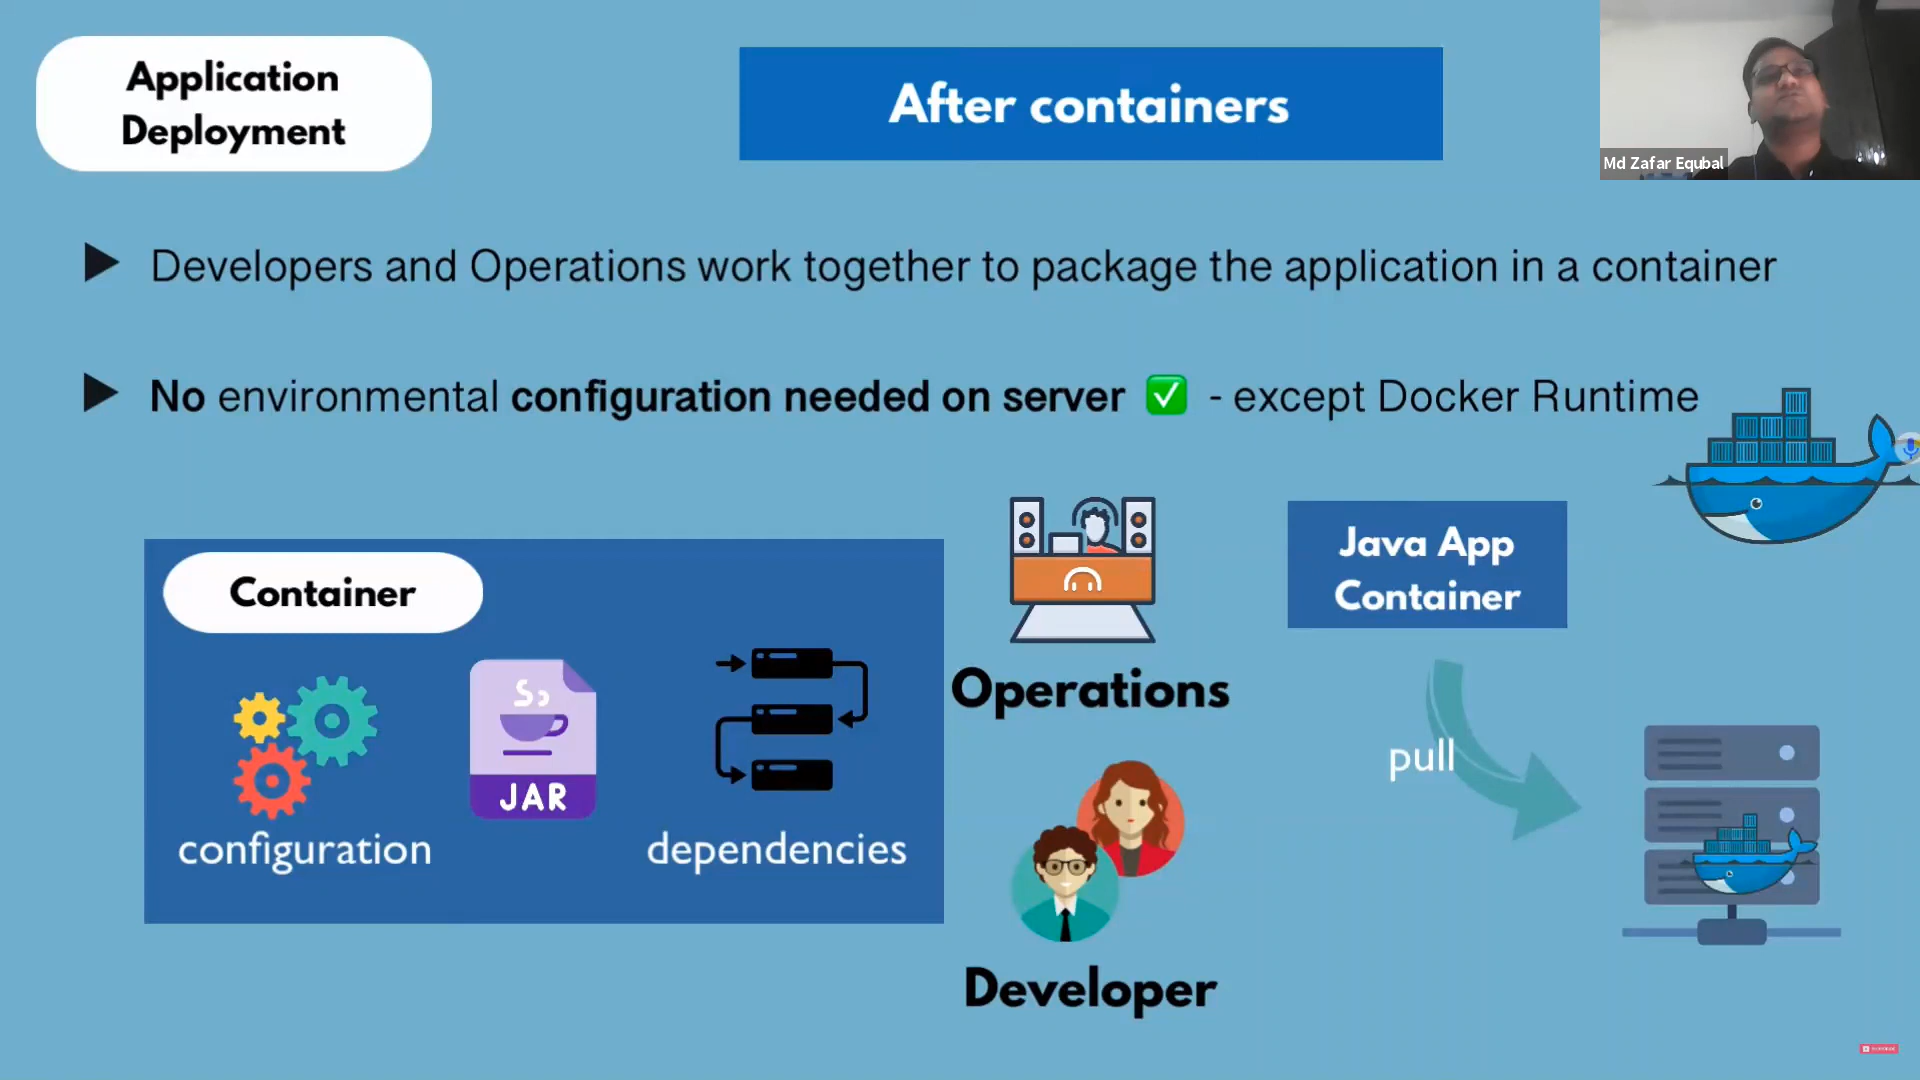 Application
Deployment
After containers
Md Zafar Equbal
Developers and Operations work together to package the application in a container
No environmental configuration needed on server ✅ - except Docker Runtime
Container
JAR
configuration
dependencies
Operations
Developer
Java App
Container
pull